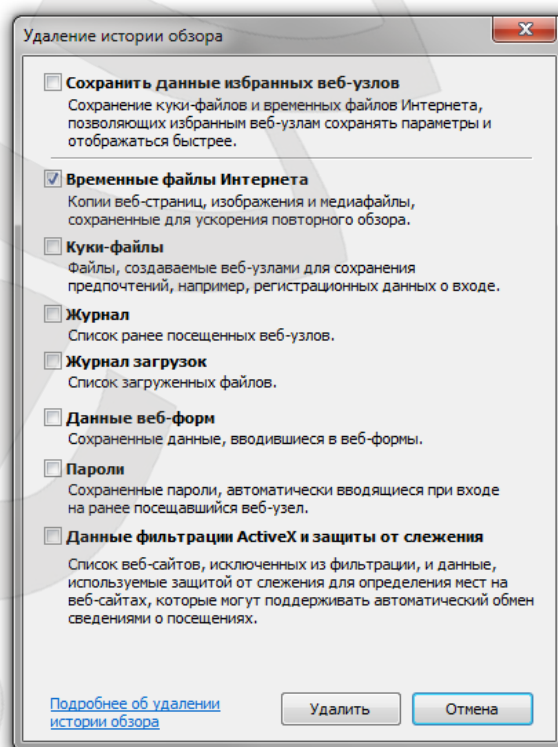 Удаление истории обзора
Сохранить данные избранных веб-узлов
Сохранение куки-файлов и временных файлов Интернета,
позволяющих избранным веб-узлам сохранять параметры и
отображаться быстрее.
Временные файлы Интернета
Копии веб-страниц, изображения и медиафайлы,
сохраненные для ускорения повторного обзора.
Куки-файлы
Файлы, создаваемые веб-узлами для сохранения
предпочтений, например, регистрационных данных о входе.
Журнал
Список ранее посещенных веб-узлов.
Журнал загрузок
Список загруженных файлов.
Данные веб-форм
Сохраненные данные, вводившиеся в веб-формы.
Пароли
Сохраненные пароли, автоматически вводящиеся при входе
на ранее посещавшийся веб-узел.
Данные фильтрации ActiveX и защиты от слежения
Список веб-сайтов, исключенных из фильтрации, и данные,
используемые защитой от слежения для определения мест на
веб-сайтах, которые могут поддерживать автоматический обмен
сведениями о посещениях.
Подробнее об удалении
истории обзора
Удалить
Отмена